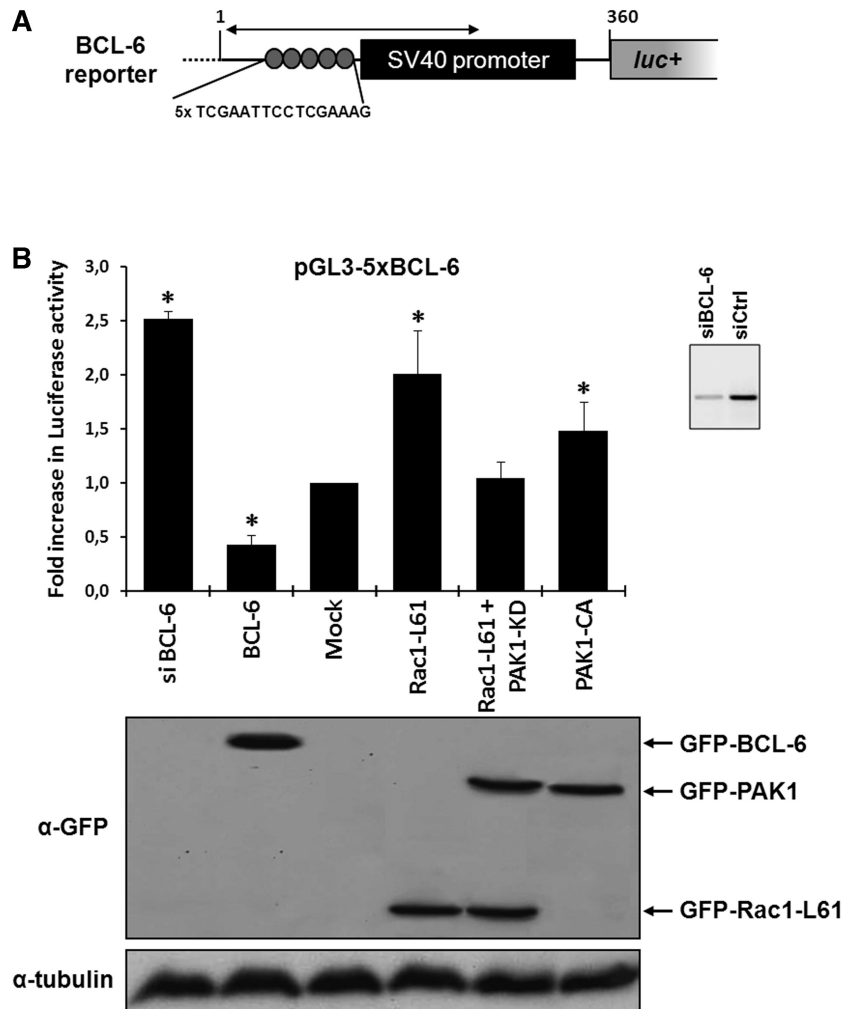 A
BCL-6
reporter
1
360
SV40 promoter
luc+
5x TCGAATTCCTCGAAAG
B
pGL3-5xBCL-6
Fold increase in Luciferase activity
3,0
2,5
2,0
1,5
1,0
0,5
0,0
*
*
*
*
si BCL-6
BCL-6
Mock
Rac1-L61
Rac1-L61 +
PAK1-KD
PAK1-CA
siBCL-6
siCtrl
α-GFP
GFP-BCL-6
GFP-PAK1
GFP-Rac1-L61
α-tubulin